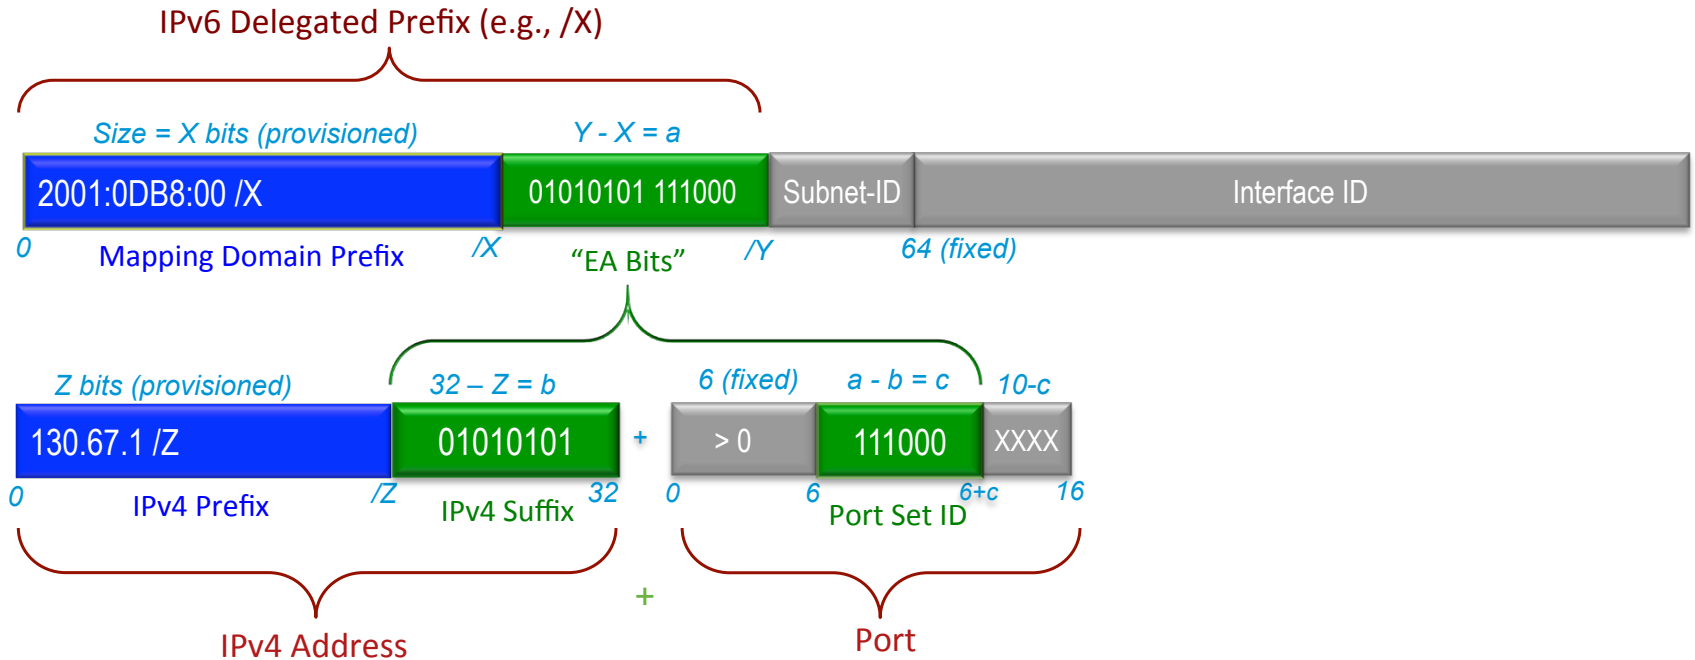 IPv6 Delegated Prefix (e.g., /X)
Size = X bits (provisioned)
Y - X = a
2001:0DB8:00 /X
01010101 111000
Subnet-ID
Interface ID
0
Mapping Domain Prefix
/X
“EA Bits”
/Y
64 (fixed)
Z bits (provisioned)
32 – Z = b
6 (fixed)
a - b = c
10-c
130.67.1 /Z
01010101
+
> 0
111000
XXXX
0
IPv4 Prefix
/Z
IPv4 Suffix
32
0
6
Port Set ID
6+c
16
+
IPv4 Address
Port